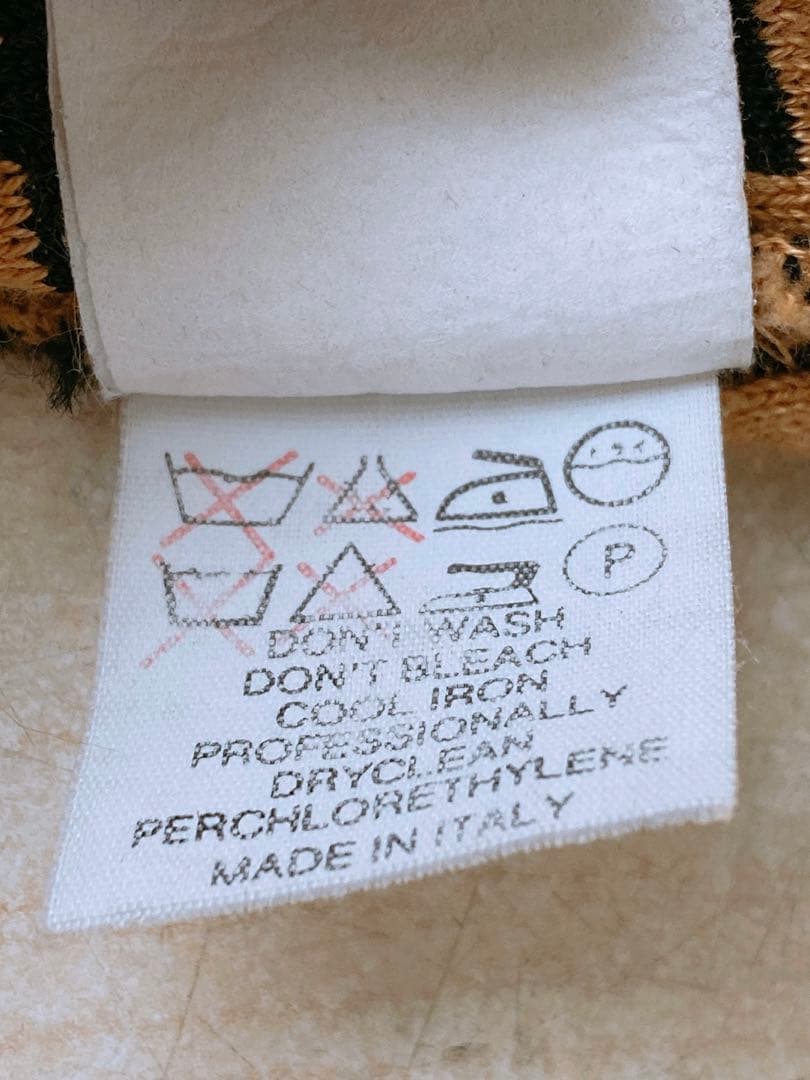 P
DON'T WASH
DON'T BLEACH
COOL IRON
PROFESSIONALLY
DRYCLEAN
PERCHLORETHYLENE
MADE IN ITALY